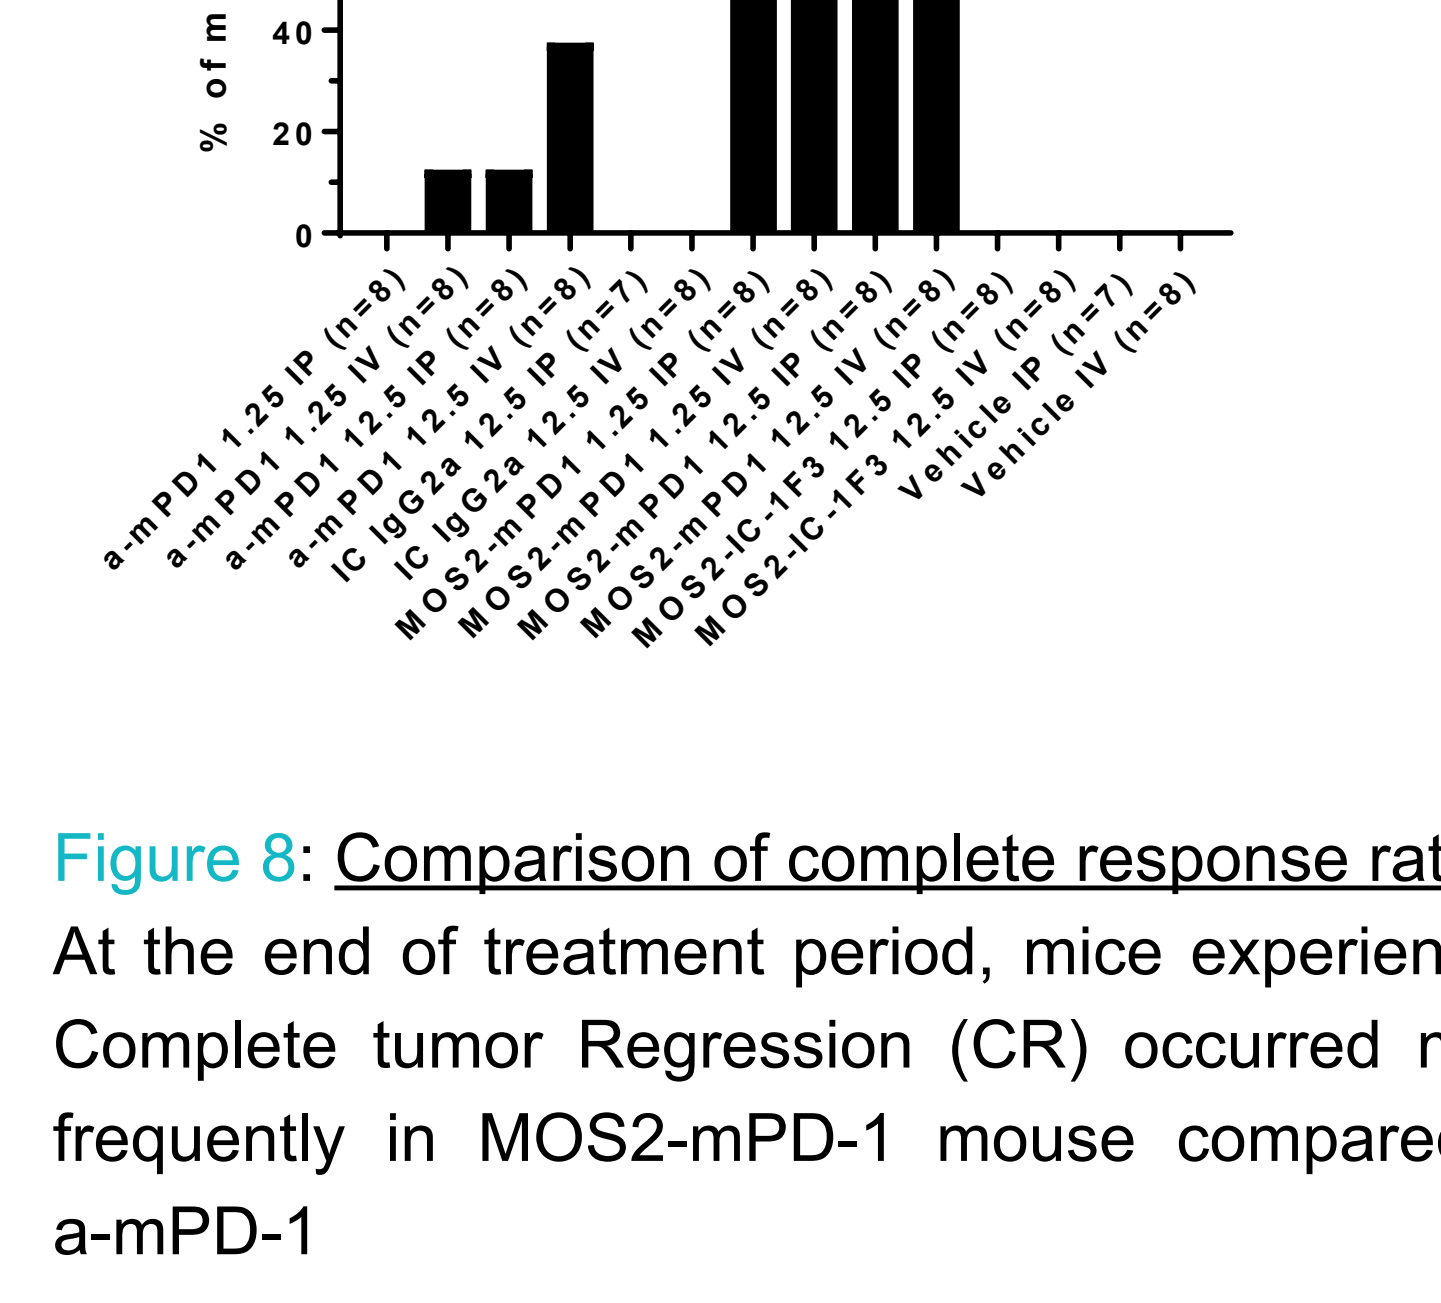 % of m
40
20
0
a-mPD1 1.25 IP (n=8)
a-mPD1 1.25 IV (n=8)
a-mPD1 12.5 IP (n=8)
a-mPD1 12.5 IV (n=8)
IC IgG2a 12.5 IP (n=7)
IC IgG2a 12.5 IV (n=8)
MOS2-mPD1 1.25 IP (n=8)
MOS2-mPD1 1.25 IV (n=8)
MOS2-mPD1 12.5 IP (n=8)
MOS2-mPD1 12.5 IV (n=8)
MOS2-IC-1F3 12.5 IP (n=8)
MOS2-IC-1F3 12.5 IV (n=8)
Vehicle IP (n=7)
Vehicle IV (n=8)
Figure 8: Comparison of complete response rat
At the end of treatment period, mice experien
Complete tumor Regression (CR) occurred
frequently in MOS2-mPD-1 mouse compared
a-mPD-1